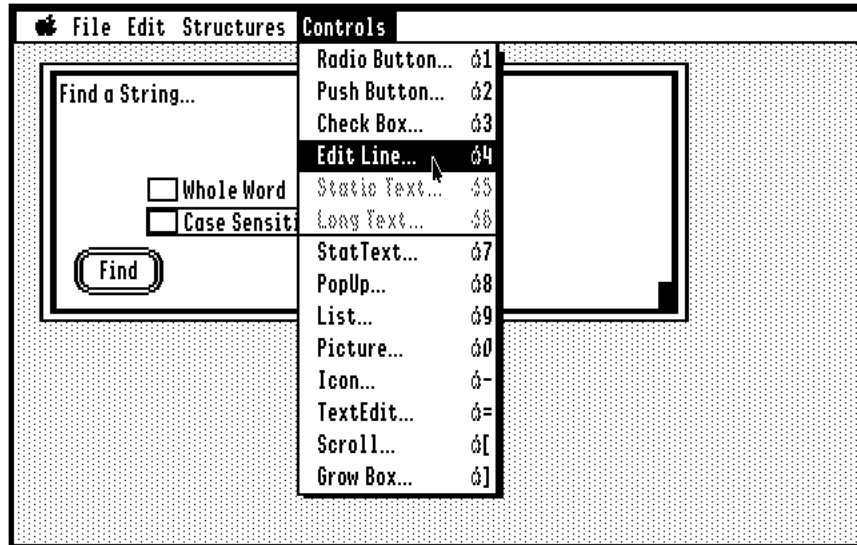 File Edit Structures Controls
Find a String...
Whole Word
Case Sensiti
Find
Radio Button... 1
Push Button... 2
Check Box... 3
Edit Line... 4
Static Text... 5
Long Text... 6
StatText... 7
PopUp... 8
List... 9
Picture... 0
Icon... -
TextEdit... =
Scroll... [
Grow Box... ]